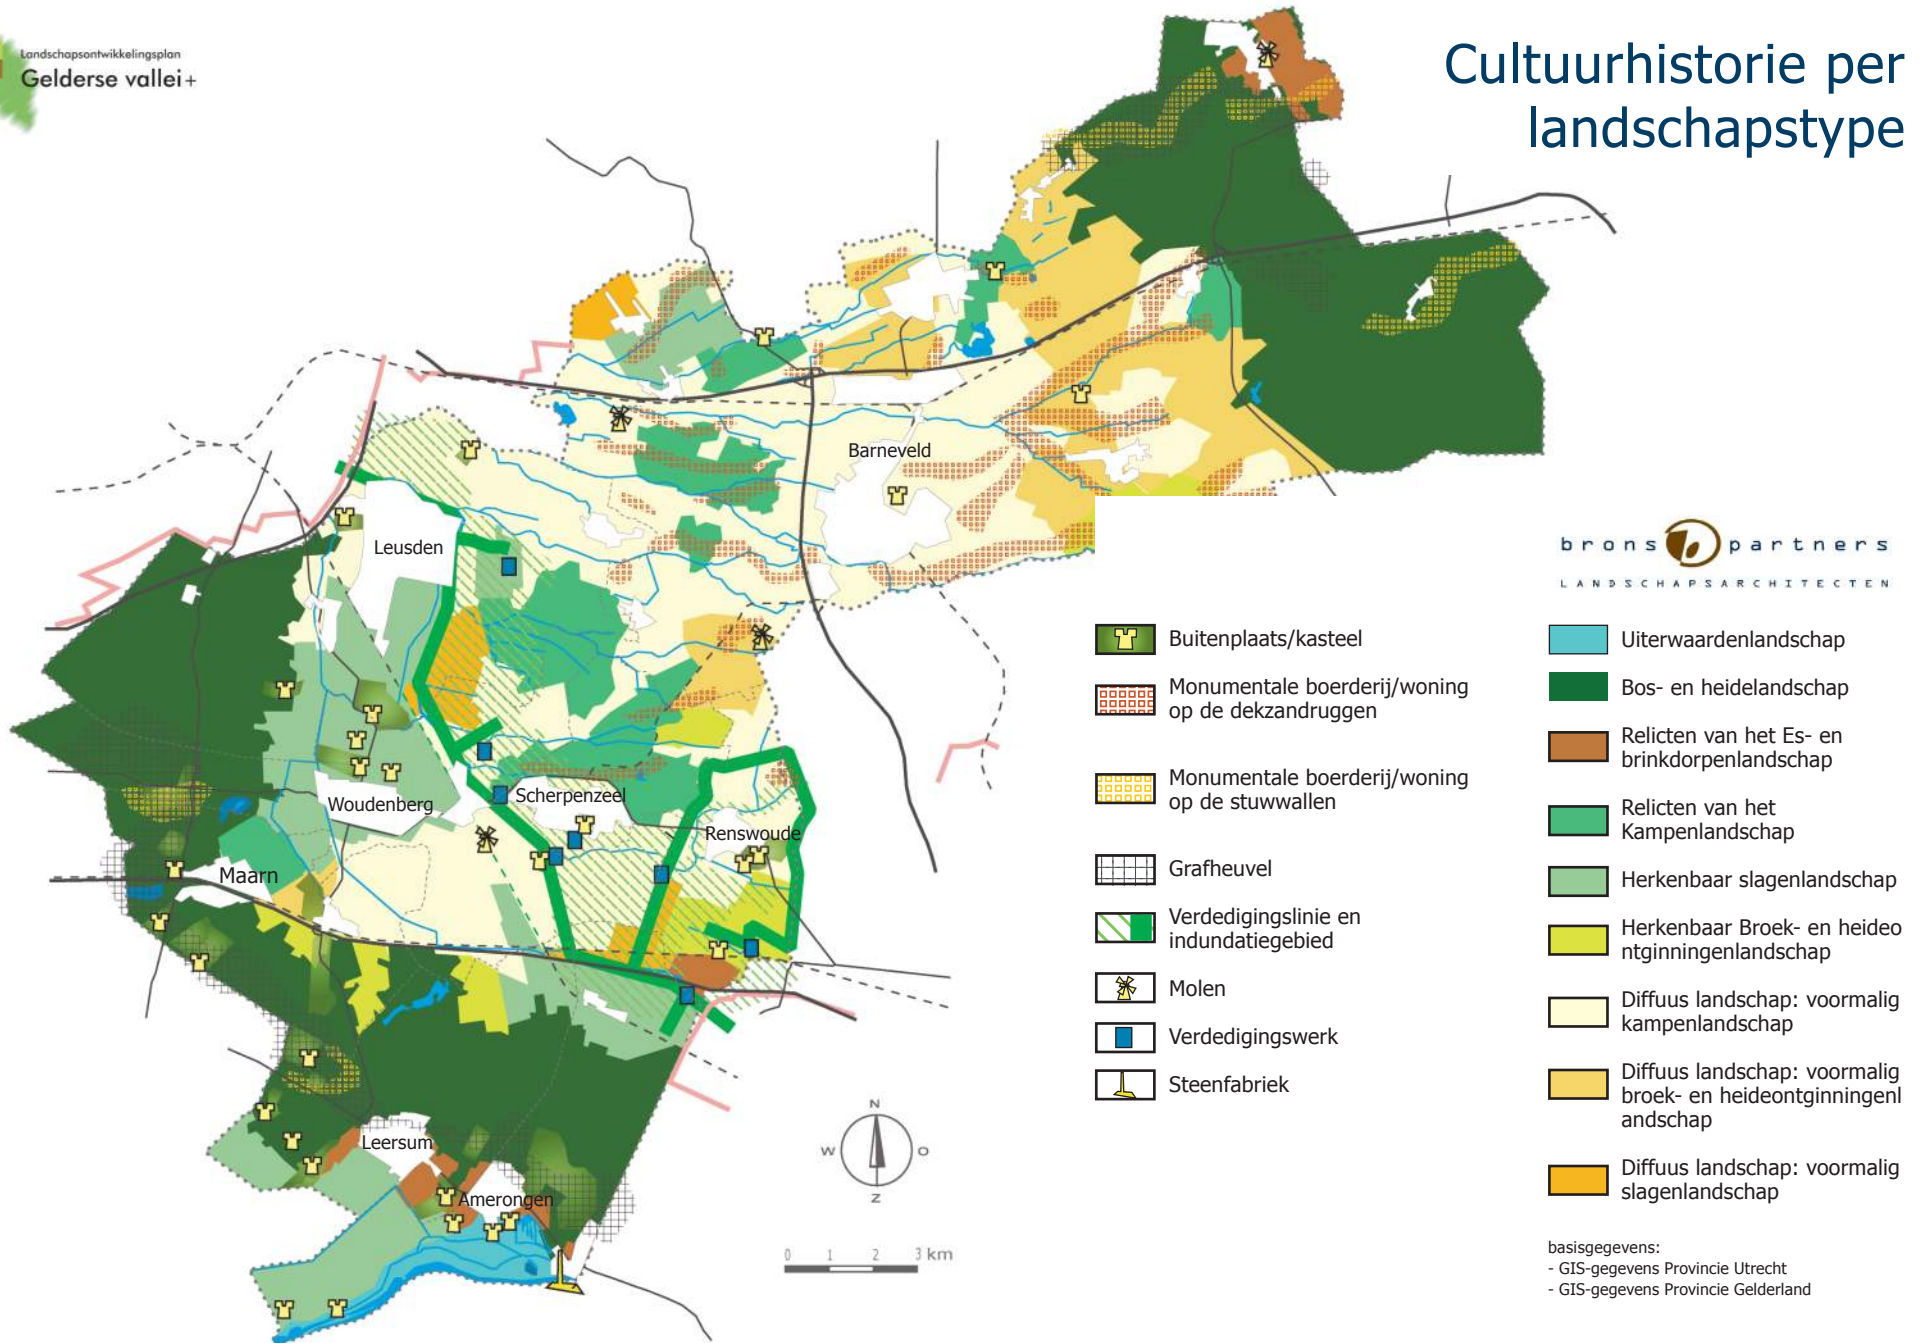 Landschapsontwikkelingsplan
Gelderse vallei+
Cultuurhistorie per
landschapstype
Barneveld
Leusden
Woudenberg
Scherpenzeel
Renswoude
Maarn
Leersum
Amerongen
N
W
O
Z
0 1 2 3 km
Buitenplaats/kasteel
Monumentale boerderij/woning
op de dekzandruggen
Monumentale boerderij/woning
op de stuwwallen
Grafheuvel
Verdedigingslinie en
indundatiegebied
Molen
Verdedigingswerk
Steenfabriek
brons b partners
LANDSCHAPSARCHITECTEN
Uiterwaardenlandschap
Bos- en heidelandschap
Relicten van het Es- en
brinkdorpenlandschap
Relicten van het
Kampenlandschap
Herkenbaar slagenlandschap
Herkenbaar Broek- en heideo
ntginningenlandschap
Diffuus landschap: voormalig
kampenlandschap
Diffuus landschap: voormalig
broek- en heideontginningenl
andschap
Diffuus landschap: voormalig
slagenlandschap
basisgegevens:
- GIS-gegevens Provincie Utrecht
- GIS-gegevens Provincie Gelderland